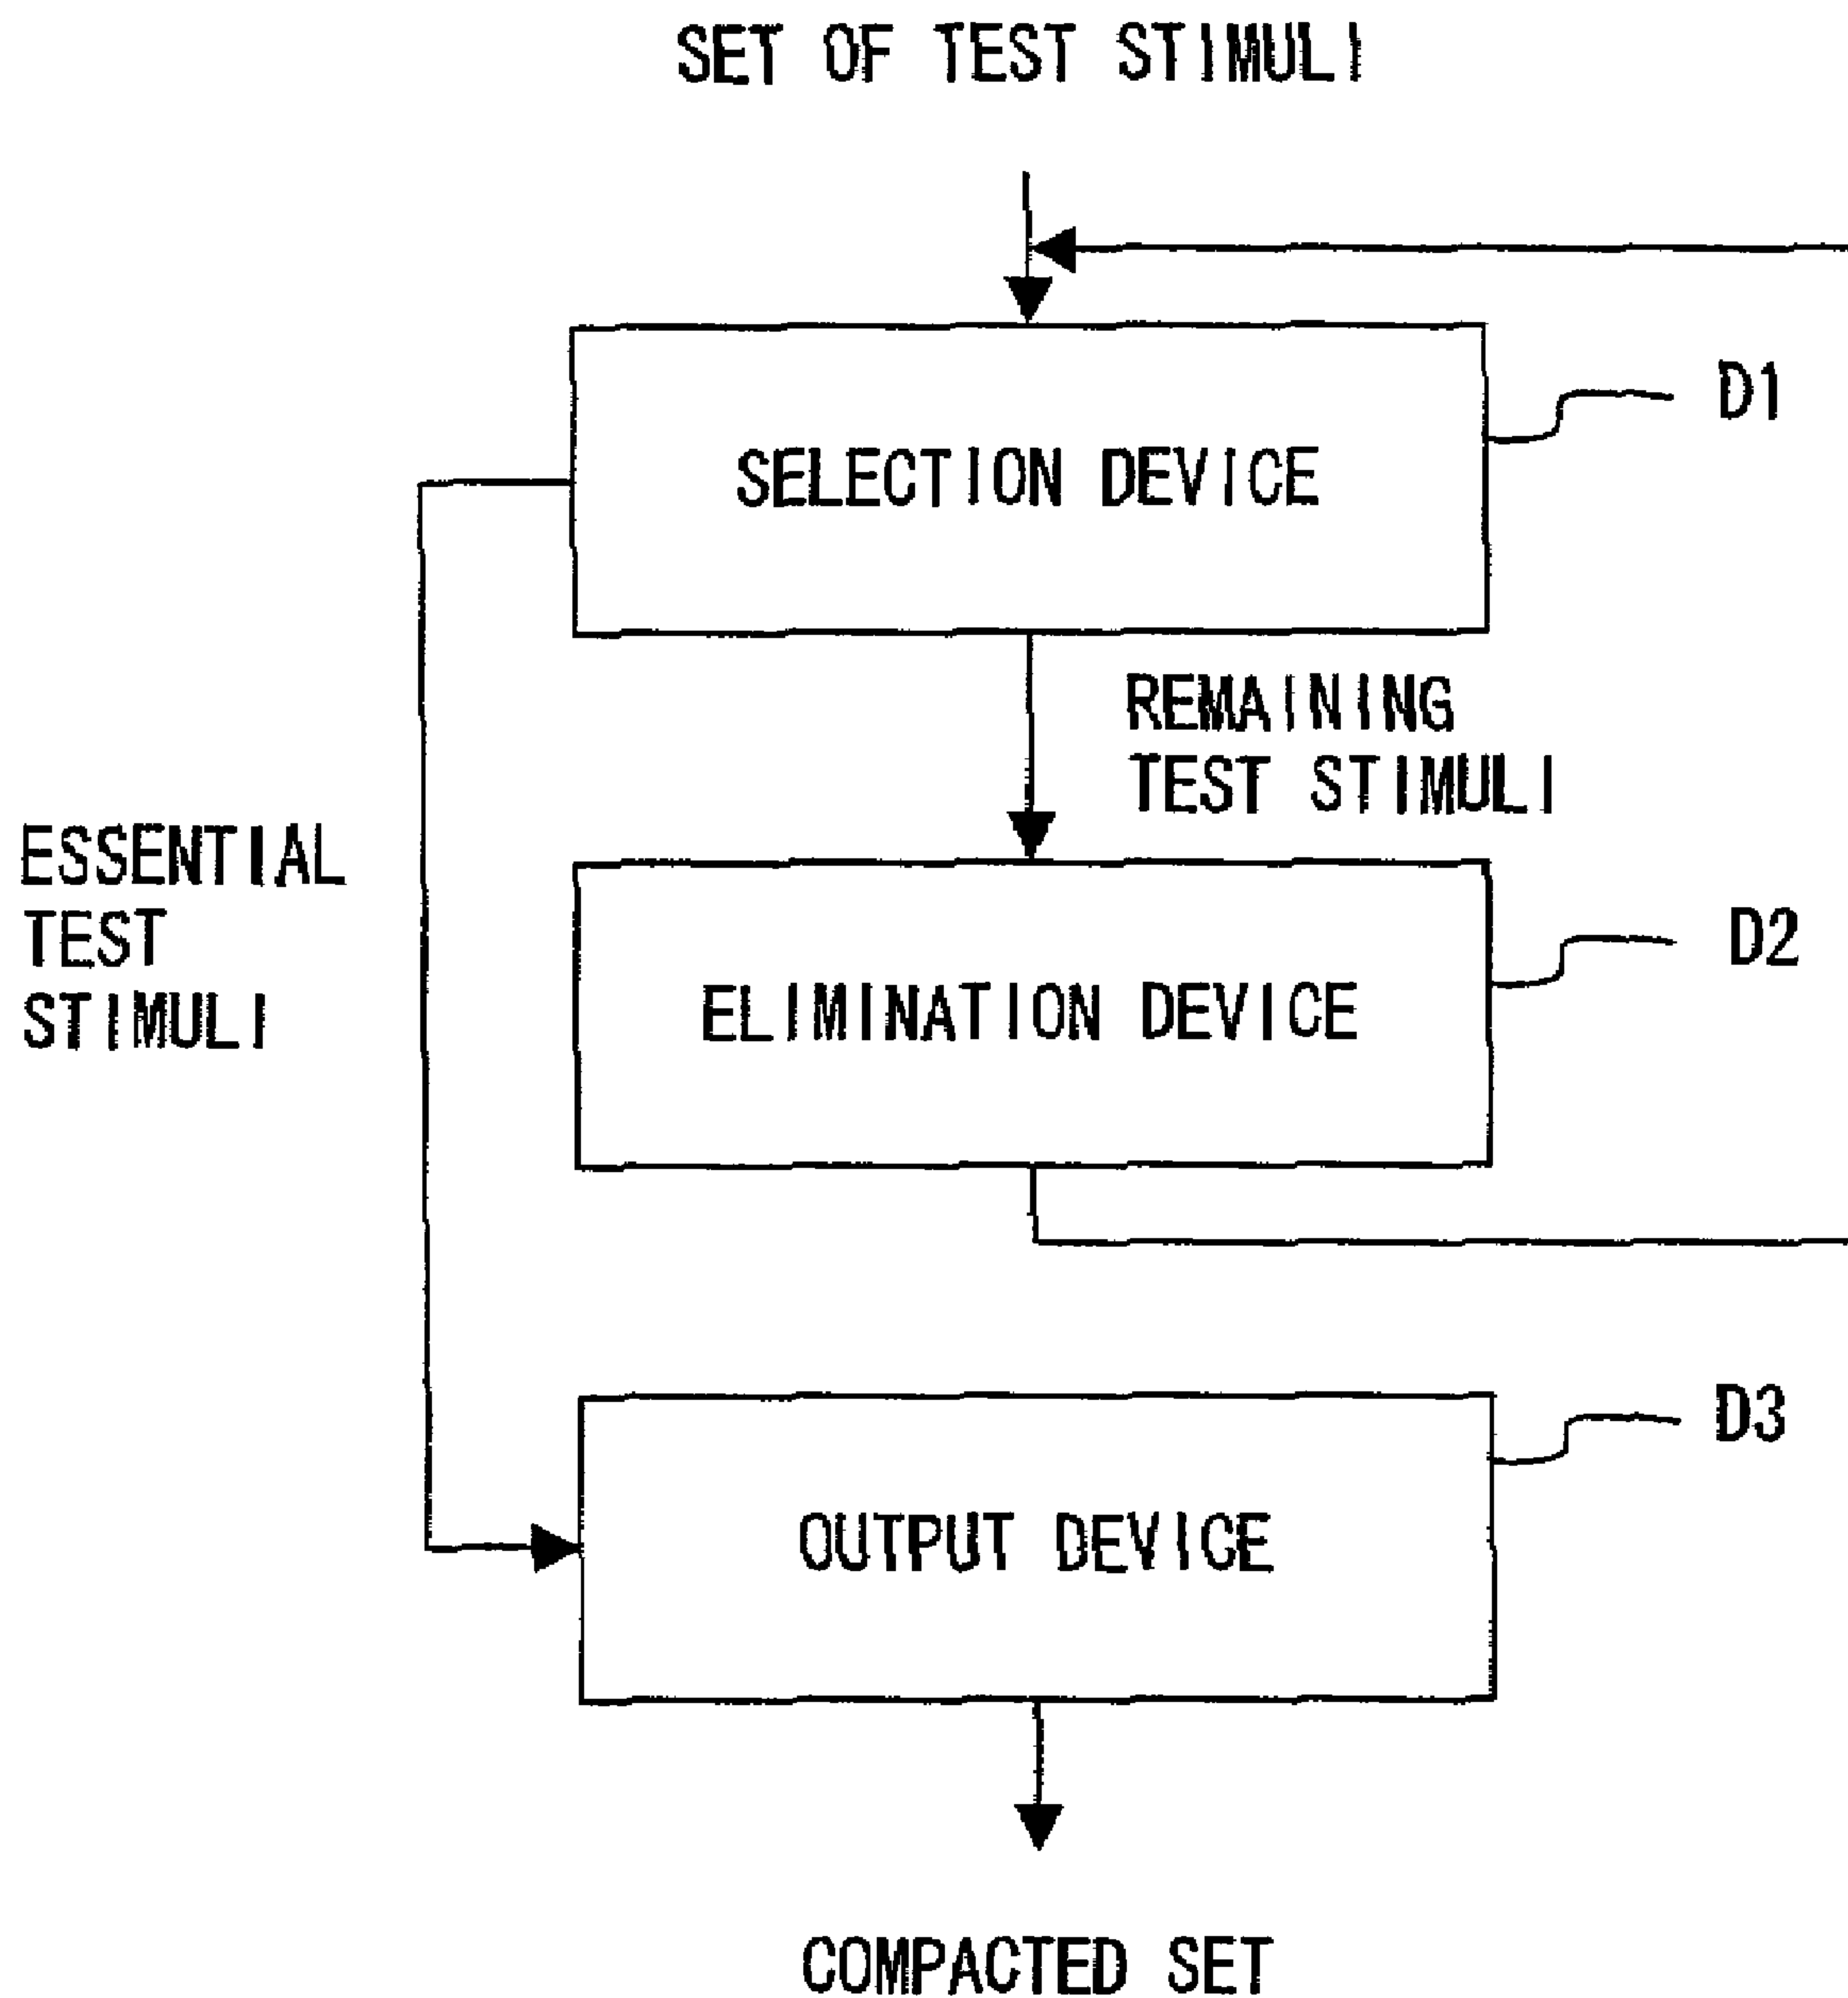 SET OF TEST STIMULI
D1
SELECTION DEVICE
REMAINING
TEST STIMULI
ESSENTIAL
TEST
STIMULI
D2
ELIMINATION DEVICE
D3
OUTPUT DEVICE
COMPACTED SET